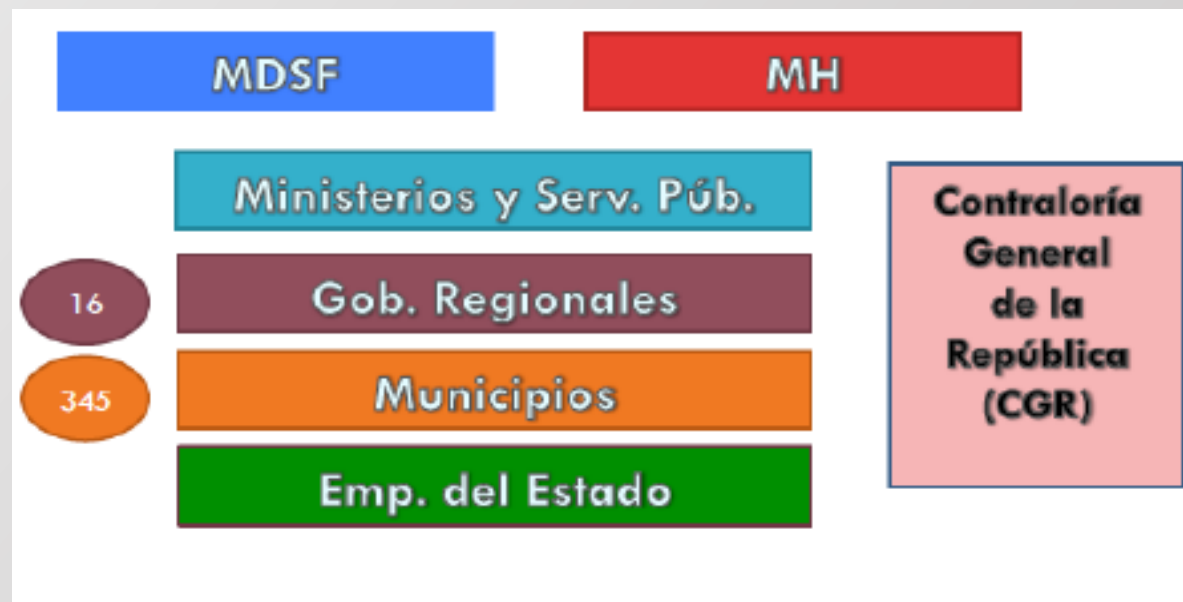 MDSF
MH
Ministerios y Serv. Púb.
16
Gob. Regionales
345
Municipios
Emp. del Estado
Contraloría
General
de la
República
(CGR)